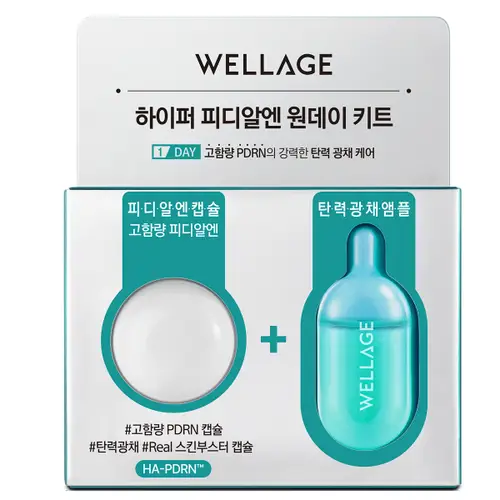 WELLAGE
하이퍼 피디알엔 원데이 키트
1 DAY 고함량 PDRN의 강력한 탄력 광채 케어
피·디·알·엔·캡·슐
고함량 피디알엔
탄·력·광·채·앰·플
+
WELLAGE
#고함량 PDRN 캡슐
#탄력광채 #Real 스킨부스터 캡슐
HA-PDRN™